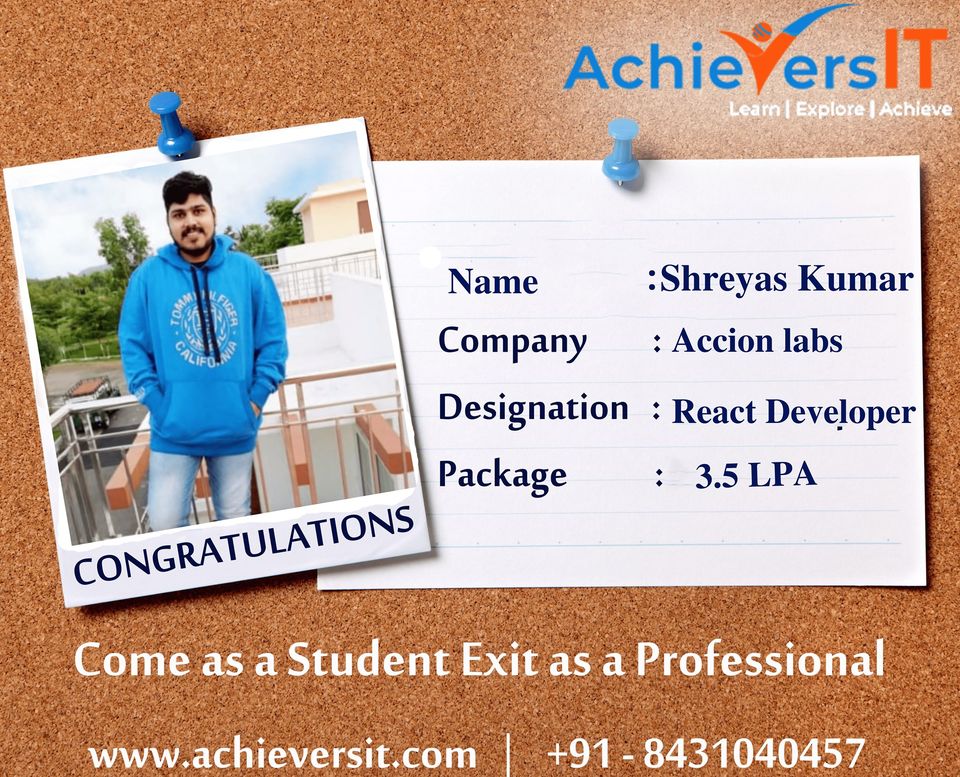 AchieversIT
Learn | Explore | Achieve
TOMMY HILFIGER
CALIFORNIA
CONGRATULATIONS
Name :Shreyas Kumar
Company : Accion labs
Designation : React Developer
Package : 3.5 LPA
Come as a Student Exit as a Professional
www.achieversit.com | +91 - 8431040457